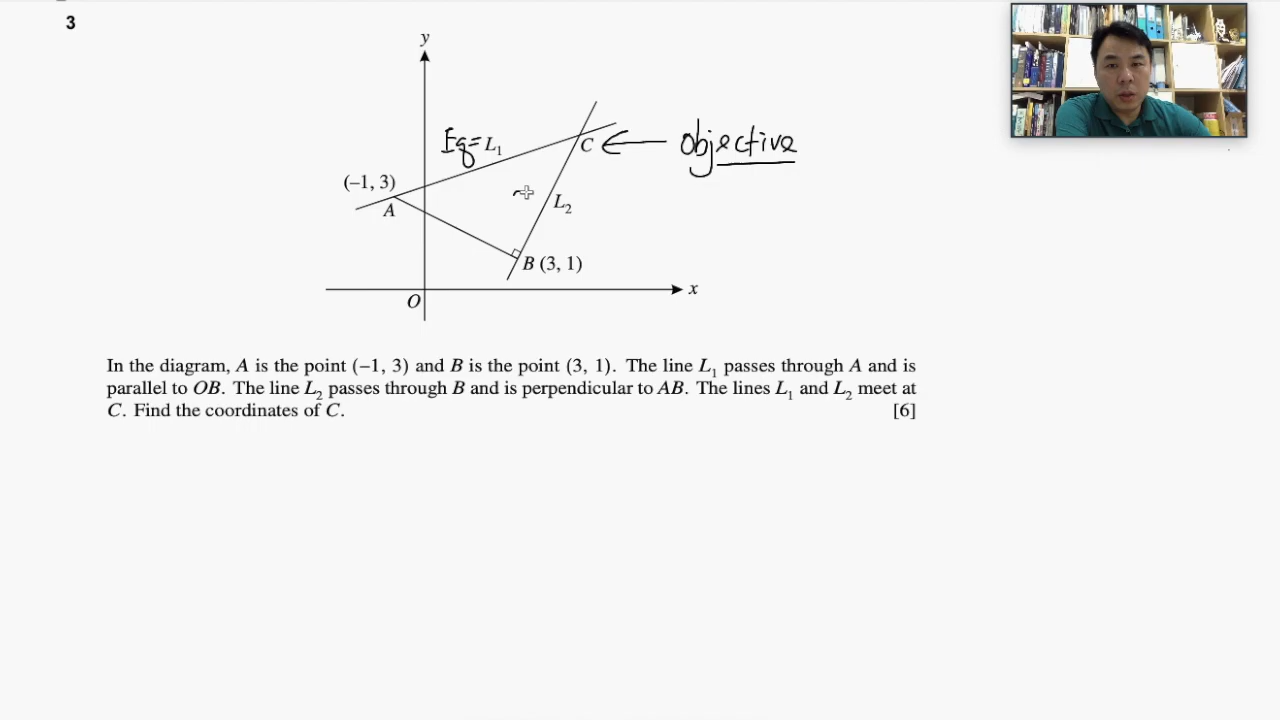 3
y
Eq= L₁
C ← Objective
(−1, 3)
A
L₂
B (3, 1)
O
x
In the diagram, A is the point (−1, 3) and B is the point (3, 1). The line L₁ passes through A and is
parallel to OB. The line L₂ passes through B and is perpendicular to AB. The lines L₁ and L₂ meet at
C. Find the coordinates of C. [6]